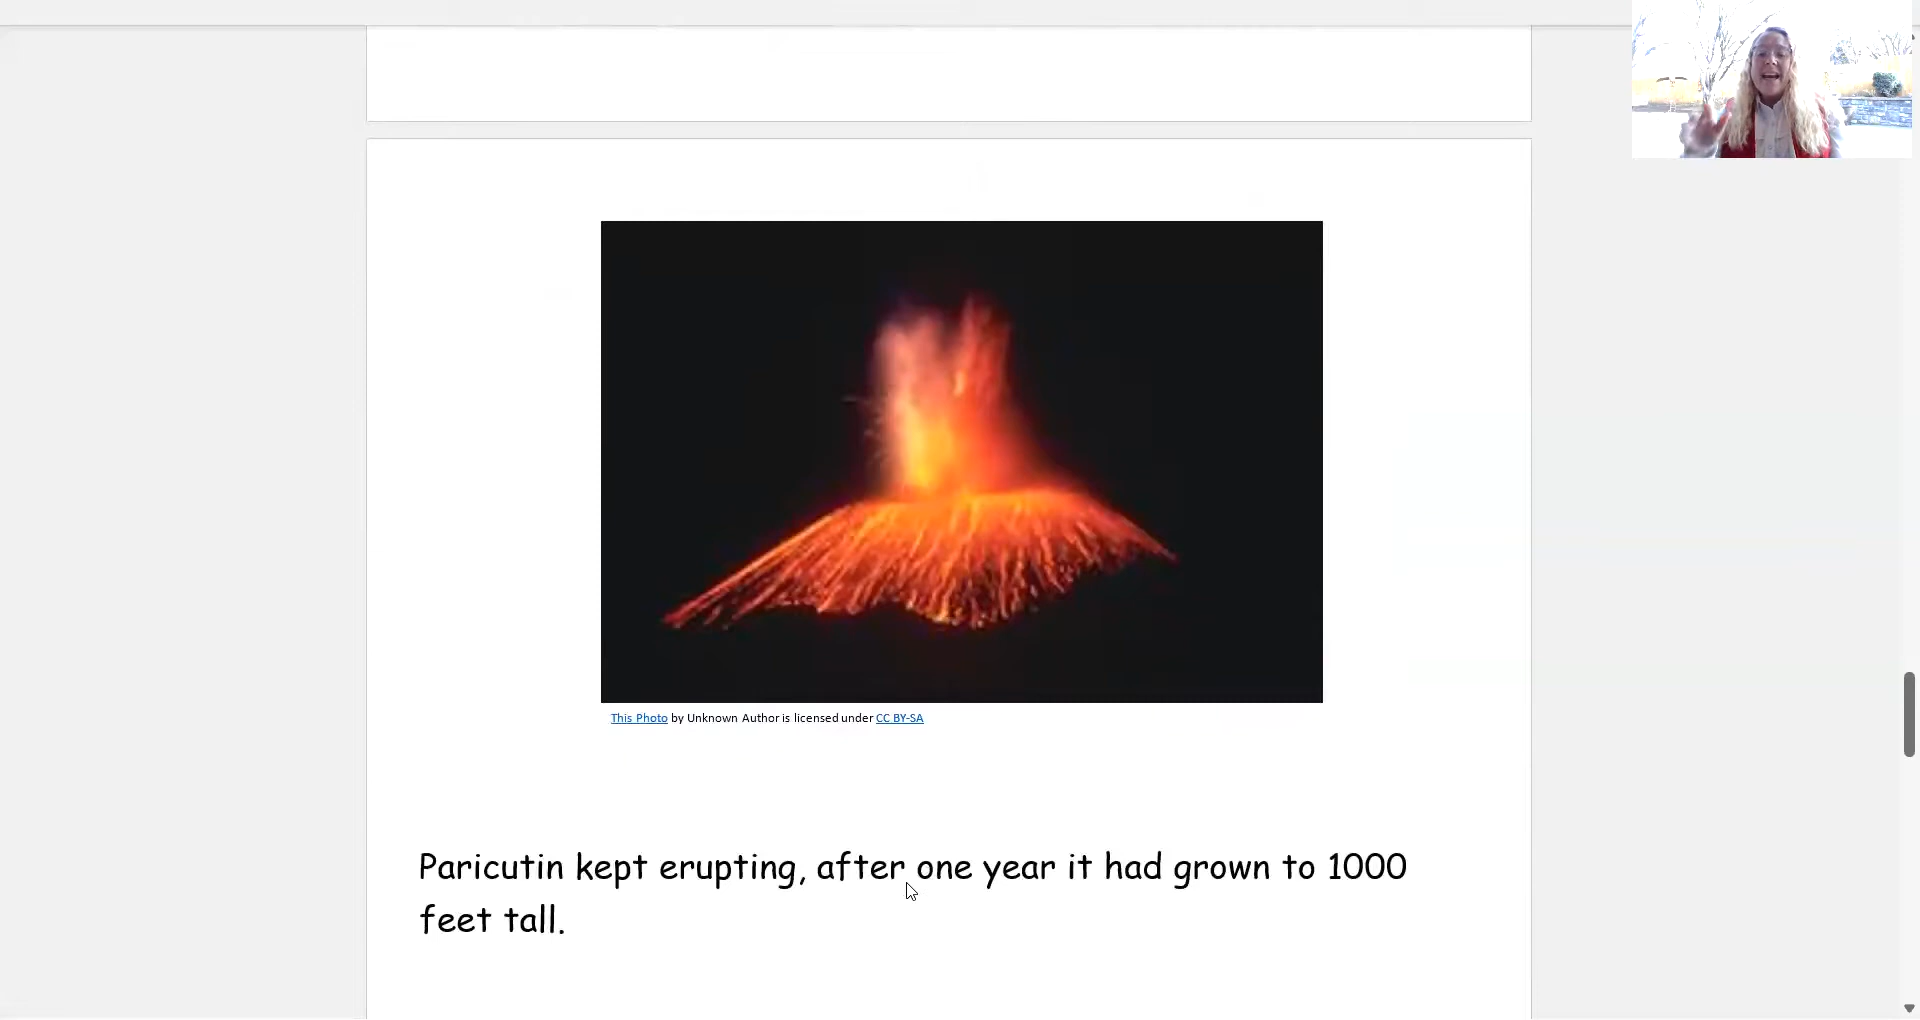 This Photo by Unknown Author is licensed under CC BY-SA
Paricutin kept erupting, after one year it had grown to 1000
feet tall.